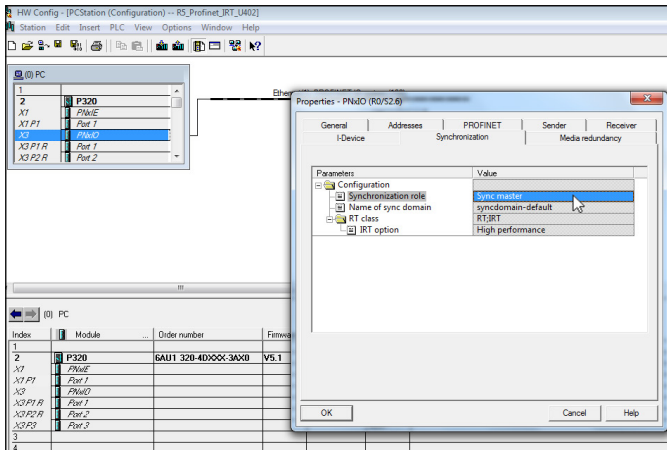 HW Config - [PCStation (Configuration) -- R5_Profinet_IRT_U402]
Station Edit Insert PLC View Options Window Help
(0) PC
1
2 P320
X1 PNxIE
X1 P1 Port 1
X3 PNxIO
X3 P1 R Port 1
X3 P2 R Port 2
Properties - PNxIO (R0/S2.6)
General Addresses PROFINET Sender Receiver
I-Device Synchronization Media redundancy
Parameters Value
Configuration
Synchronization role Sync master
Name of sync domain syncdomain-default
RT class RT;IRT
IRT option High performance
OK Cancel Help
(0) PC
Index Module ... Order number Firmwa
1
2 P320 6AU1 320-4DXXX-3AX0 V5.1
X1 PNxIE
X1 P1 Port 1
X3 PNxIO
X3 P1 R Port 1
X3 P2 R Port 2
X3 P3 Port 3
3
4